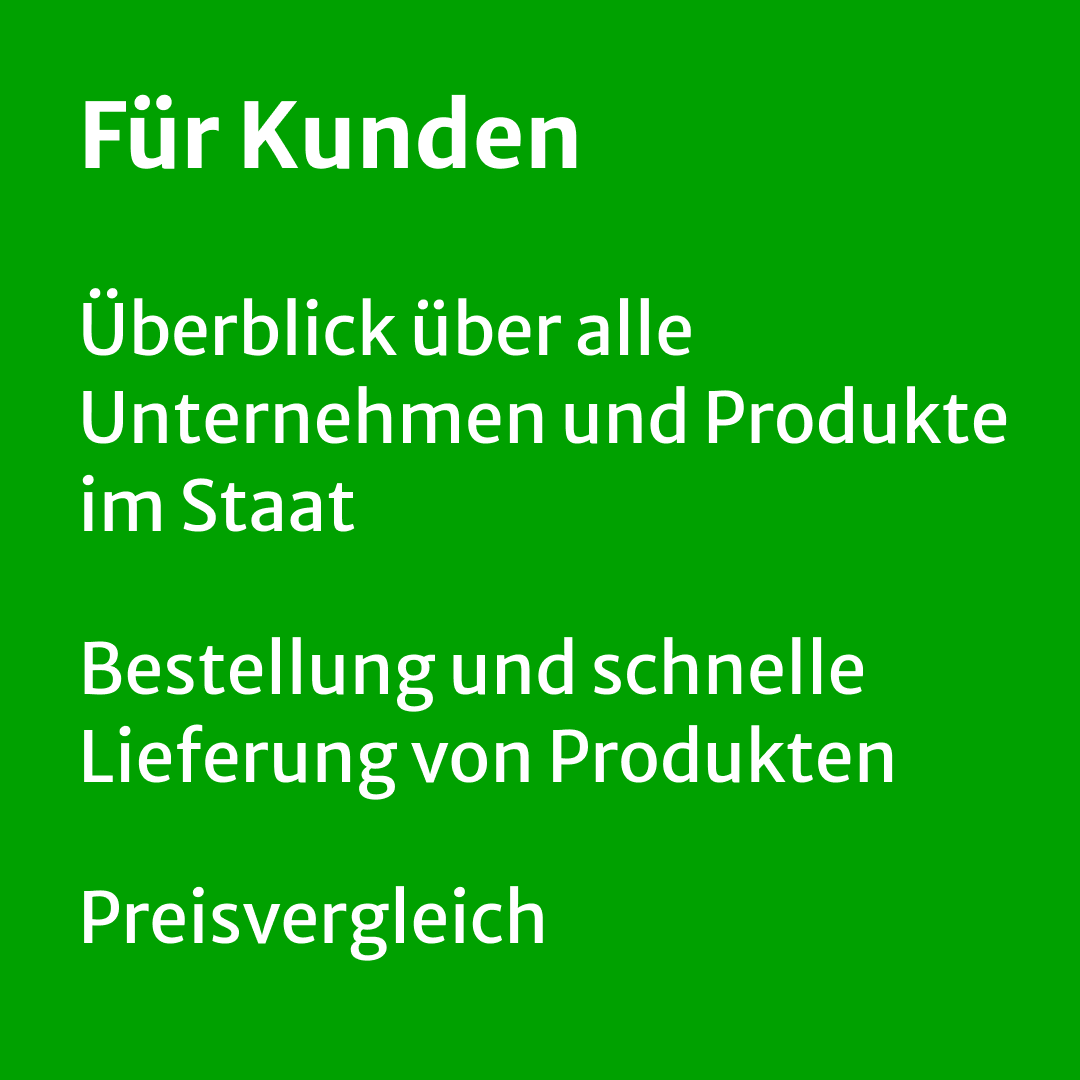 Für Kunden
Überblick über alle
Unternehmen und Produkte
im Staat
Bestellung und schnelle
Lieferung von Produkten
Preisvergleich